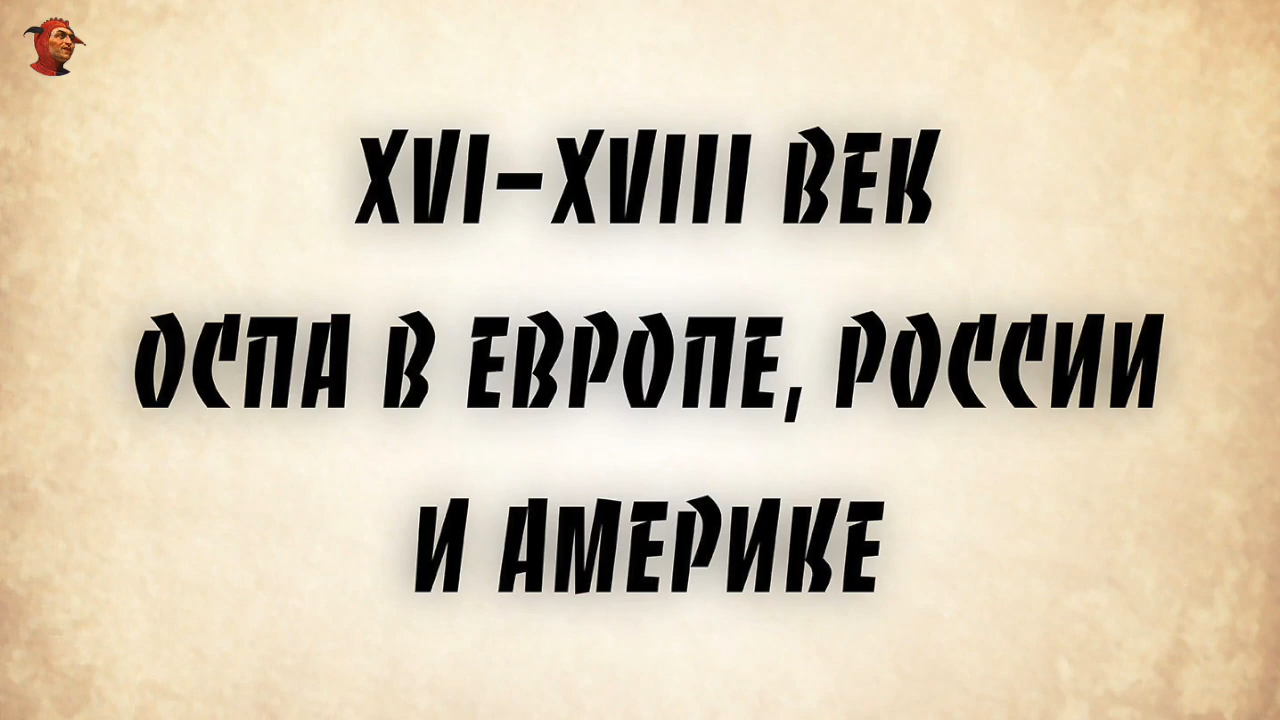 XVI–XVIII ВЕК
ОСПА В ЕВРОПЕ, РОССИИ
И АМЕРИКЕ